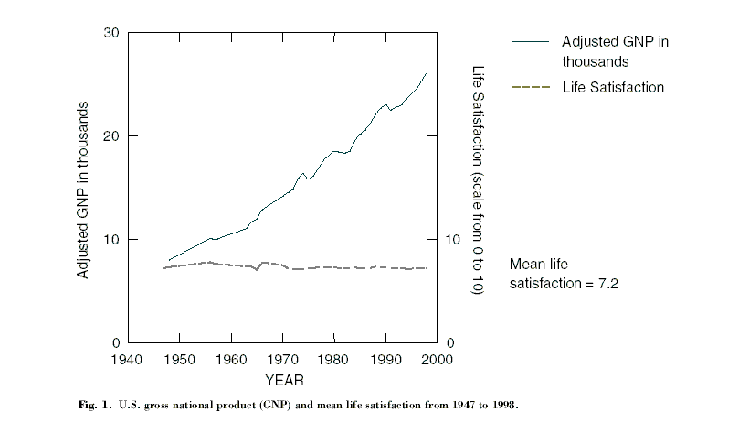 30
20
10
0
Adjusted GNP in thousands
1940 1950 1960 1970 1980 1990 2000
YEAR
10
0
Life Satisfaction (scale from 0 to 10)
Adjusted GNP in
thousands
Life Satisfaction
Mean life
satisfaction = 7.2
Fig. 1. U.S. gross national product (GNP) and mean life satisfaction from 1947 to 1998.